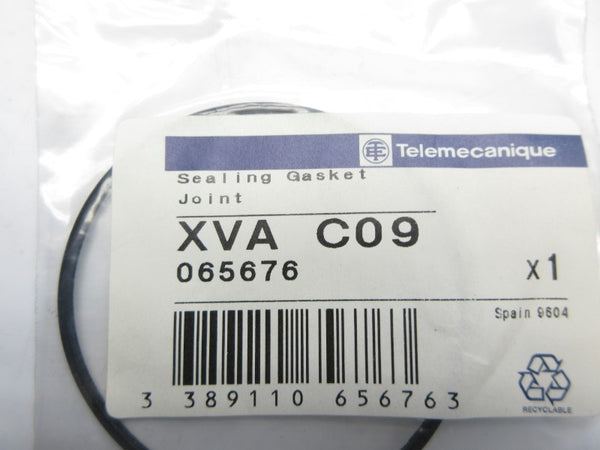 Telemecanique
Sealing Gasket
Joint
XVA C09
065676
x1
Spain 9604
3 389110 656763
RECYCLABLE